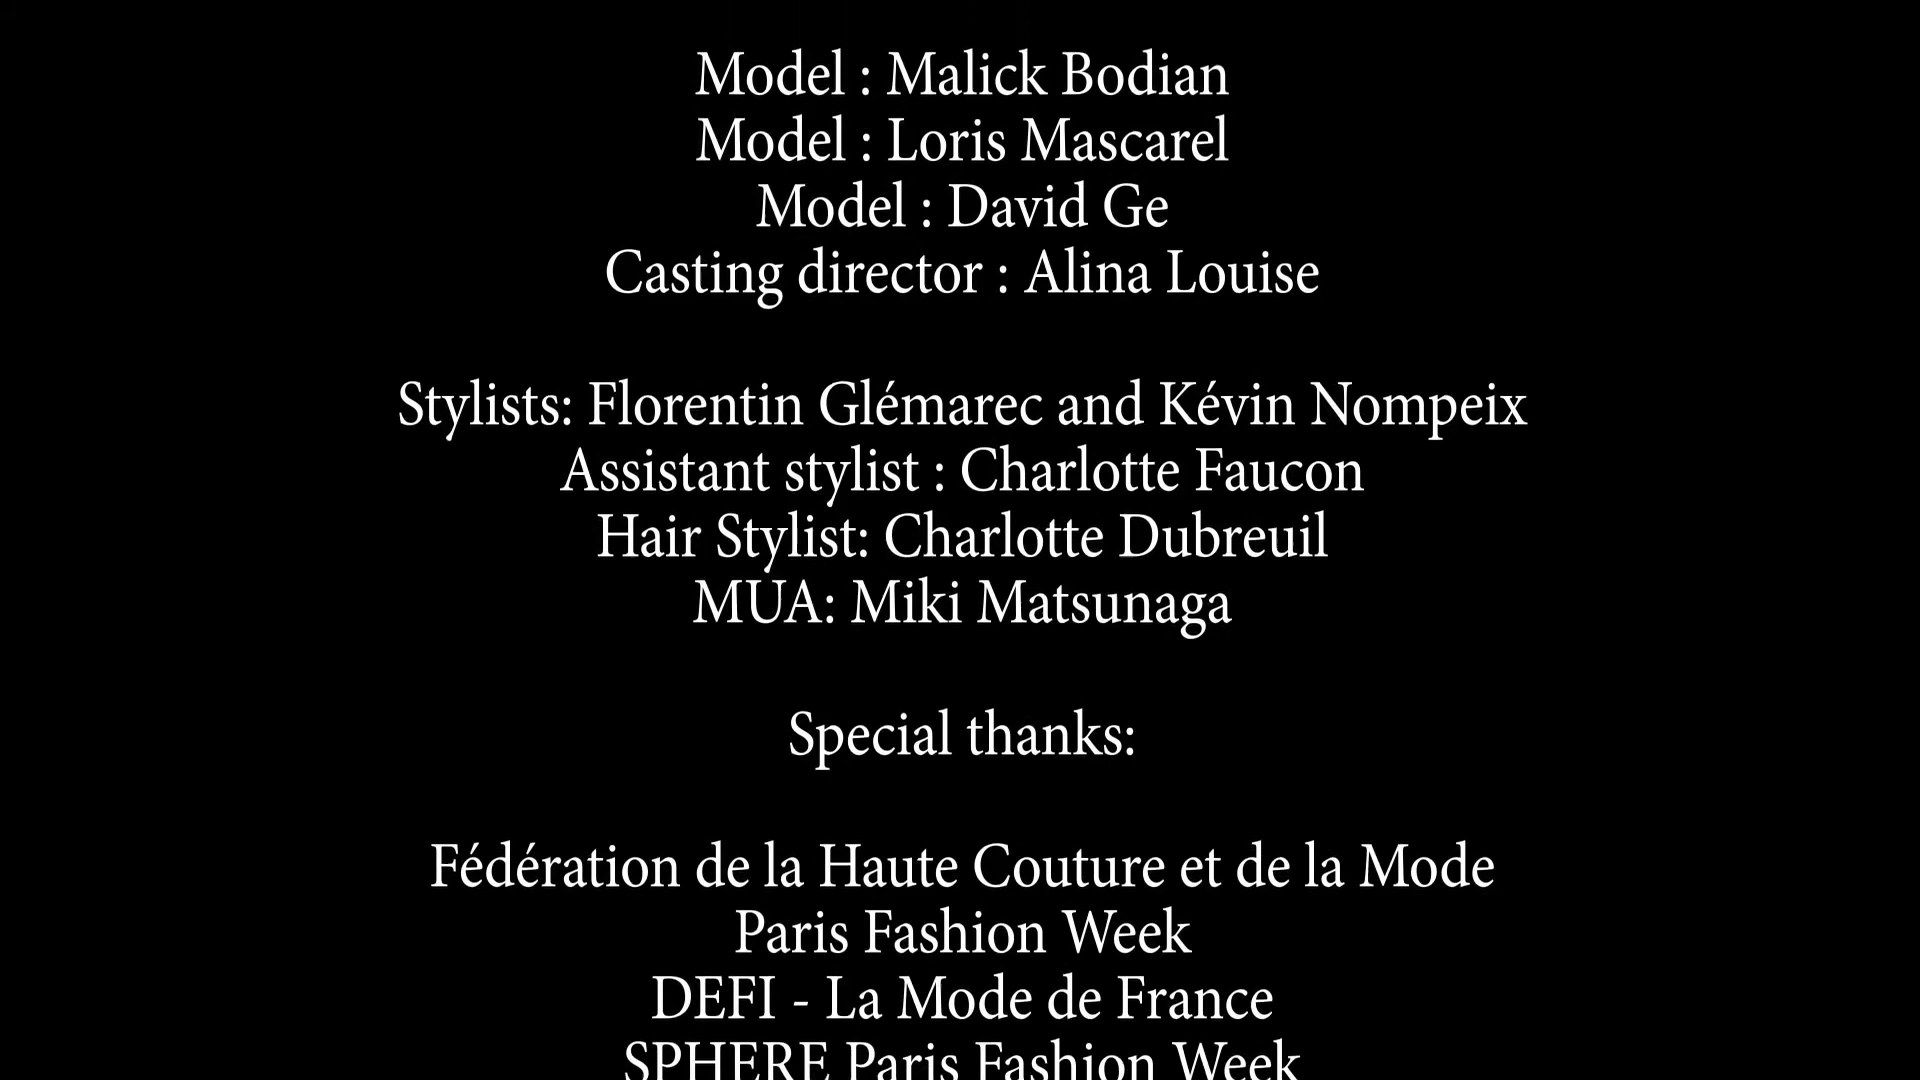 Model : Malick Bodian
Model : Loris Mascarel
Model : David Ge
Casting director : Alina Louise
Stylists: Florentin Glémarec and Kévin Nompeix
Assistant stylist : Charlotte Faucon
Hair Stylist: Charlotte Dubreuil
MUA: Miki Matsunaga
Special thanks:
Fédération de la Haute Couture et de la Mode
Paris Fashion Week
DEFI - La Mode de France
SPHERE Paris Fashion Week